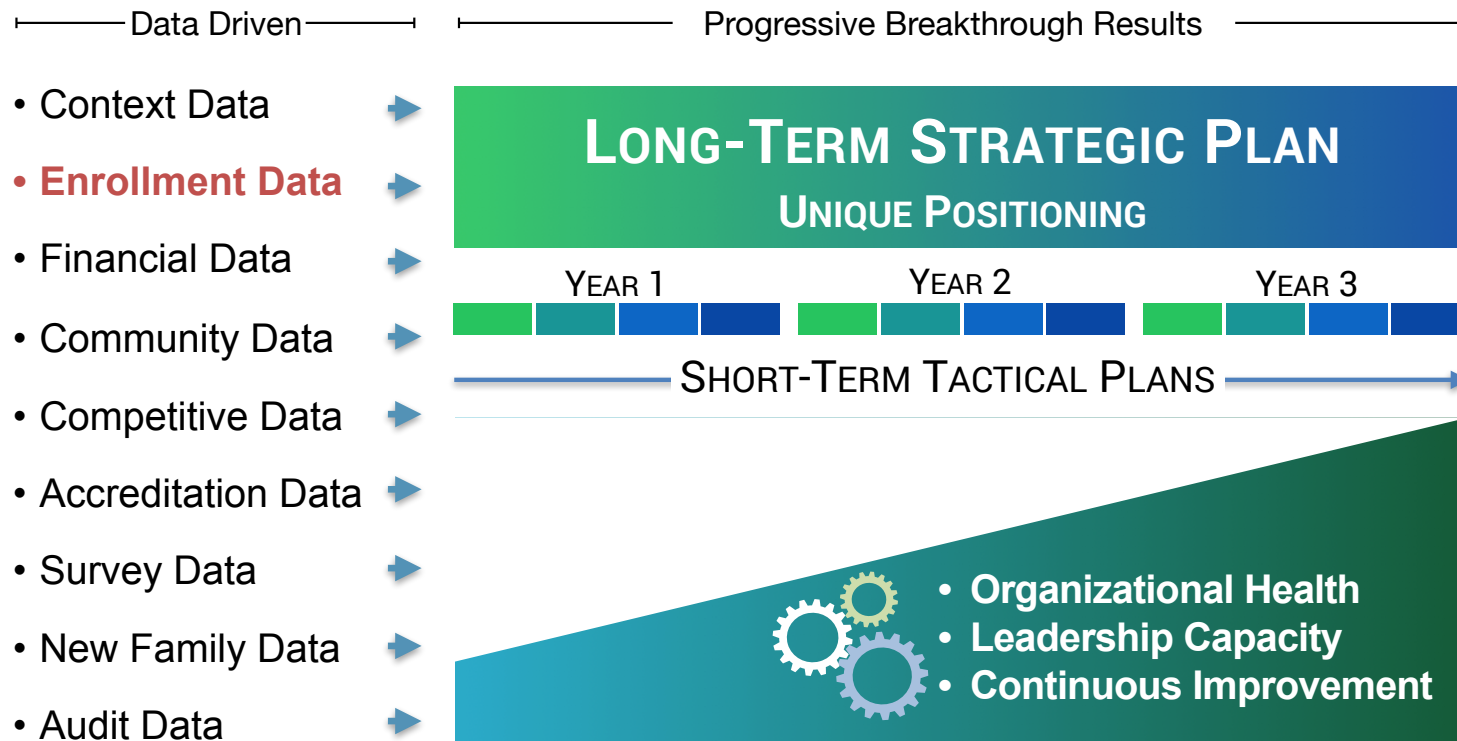 Data Driven
Progressive Breakthrough Results
• Context Data
• Enrollment Data
• Financial Data
• Community Data
• Competitive Data
• Accreditation Data
• Survey Data
• New Family Data
• Audit Data
LONG-TERM STRATEGIC PLAN
UNIQUE POSITIONING
YEAR 1
YEAR 2
YEAR 3
SHORT-TERM TACTICAL PLANS
• Organizational Health
• Leadership Capacity
• Continuous Improvement